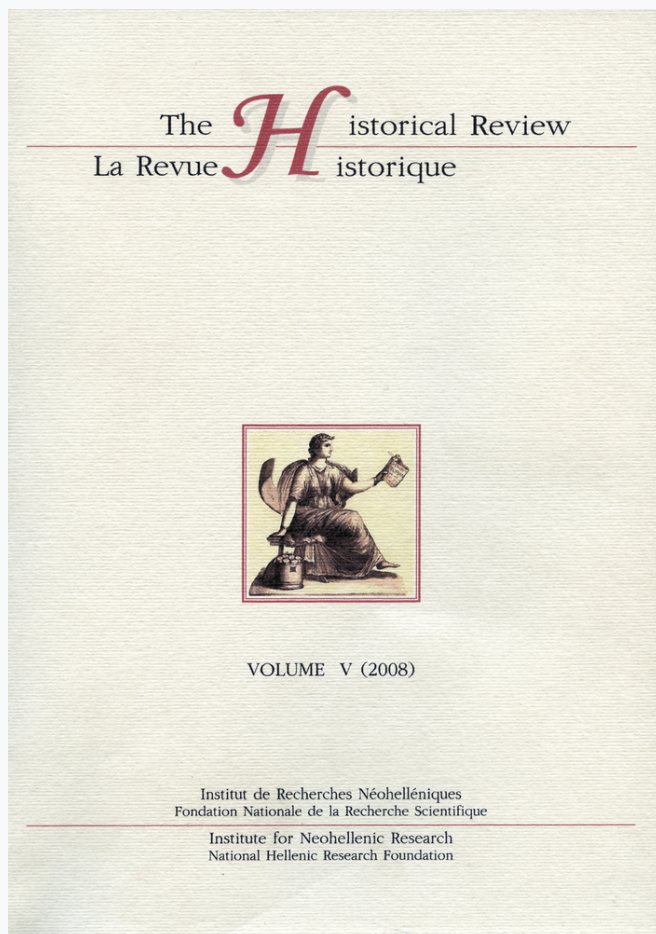 The Historical Review
La Revue Historique
VOLUME V (2008)
Institut de Recherches Néohelléniques
Fondation Nationale de la Recherche Scientifique
Institute for Neohellenic Research
National Hellenic Research Foundation